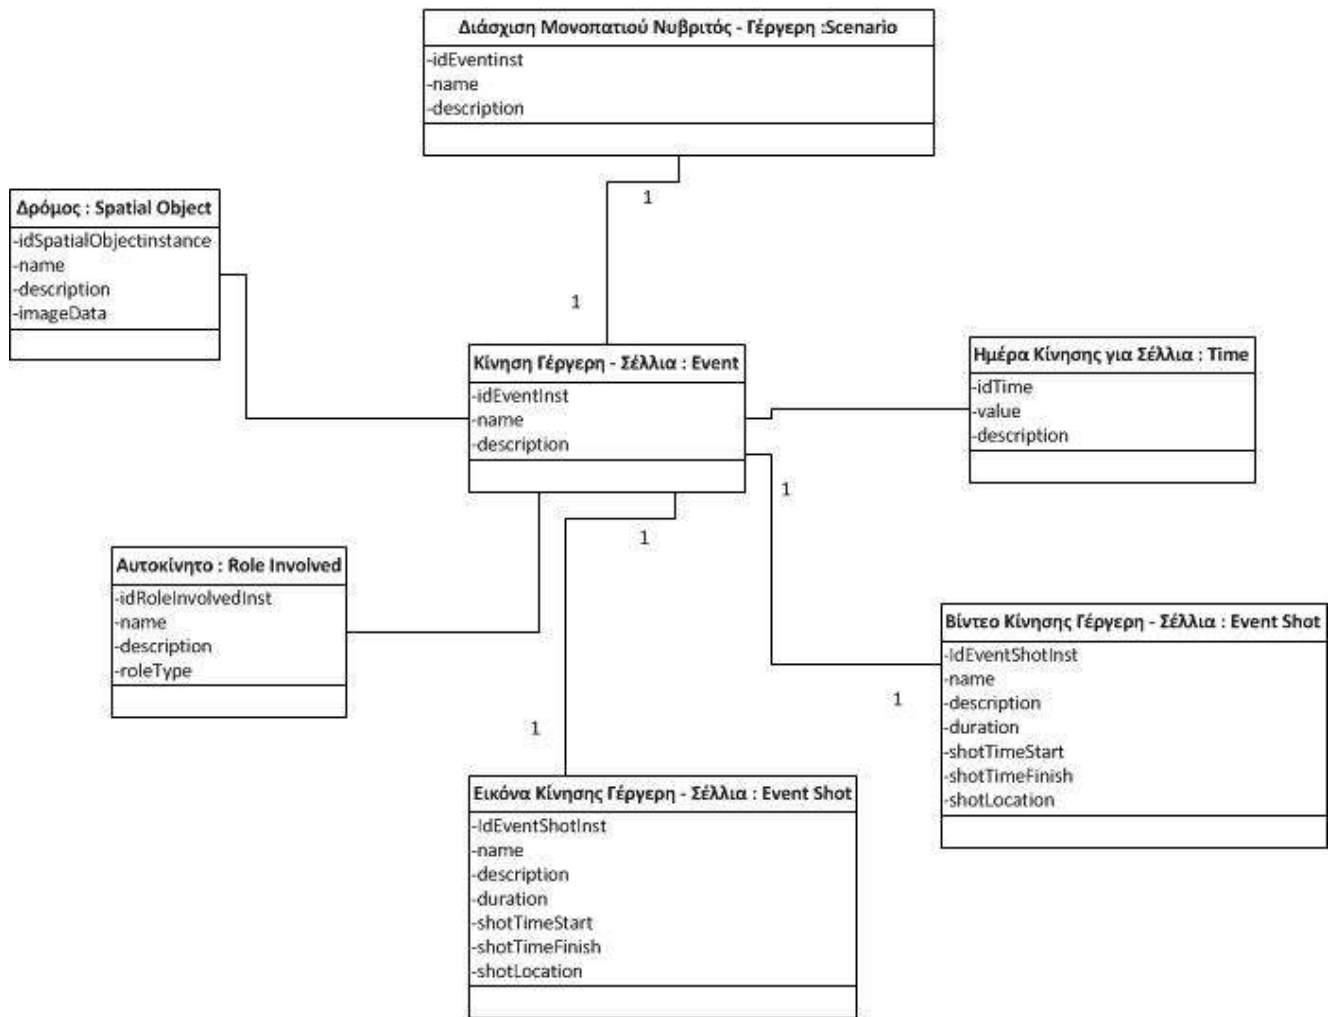 Διάσχιση Μονοπατιού Νυβριτός - Γέργερη :Scenario
-idEventinst
-name
-description
1
Δρόμος : Spatial Object
-idSpatialObjectinstance
-name
-description
-imageData
1
Κίνηση Γέργερη - Σέλλια : Event
-idEventInst
-name
-description
Ημέρα Κίνησης για Σέλλια : Time
-idTime
-value
-description
1
1
Αυτοκίνητο : Role Involved
-idRoleInvolvedInst
-name
-description
-roleType
Βίντεο Κίνησης Γέργερη - Σέλλια : Event Shot
-IdEventShotInst
-name
-description
-duration
-shotTimeStart
-shotTimeFinish
-shotLocation
1
1
Εικόνα Κίνησης Γέργερη - Σέλλια : Event Shot
-IdEventShotInst
-name
-description
-duration
-shotTimeStart
-shotTimeFinish
-shotLocation